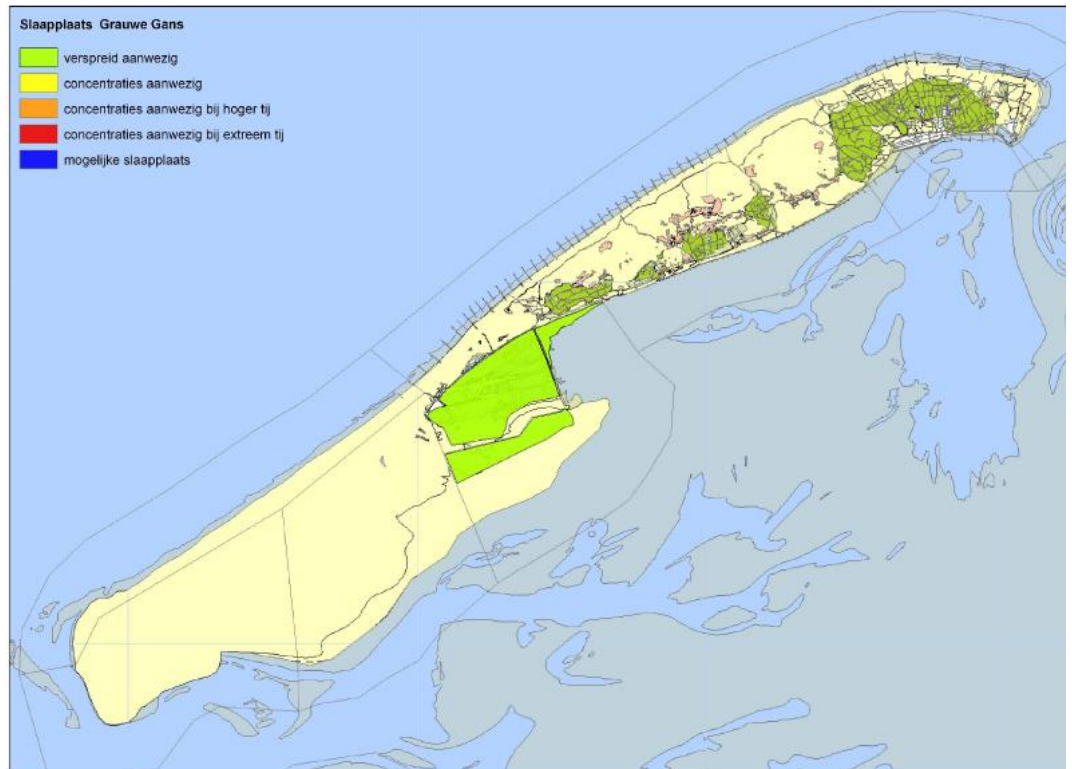 Slaapplaats Grauwe Gans
verspreid aanwezig
concentraties aanwezig
concentraties aanwezig bij hoger tij
concentraties aanwezig bij extreem tij
mogelijke slaapplaats